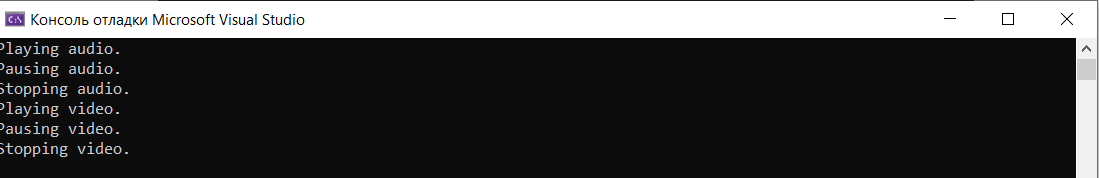 Консоль отладки Microsoft Visual Studio
Playing audio.
Pausing audio.
Stopping audio.
Playing video.
Pausing video.
Stopping video.